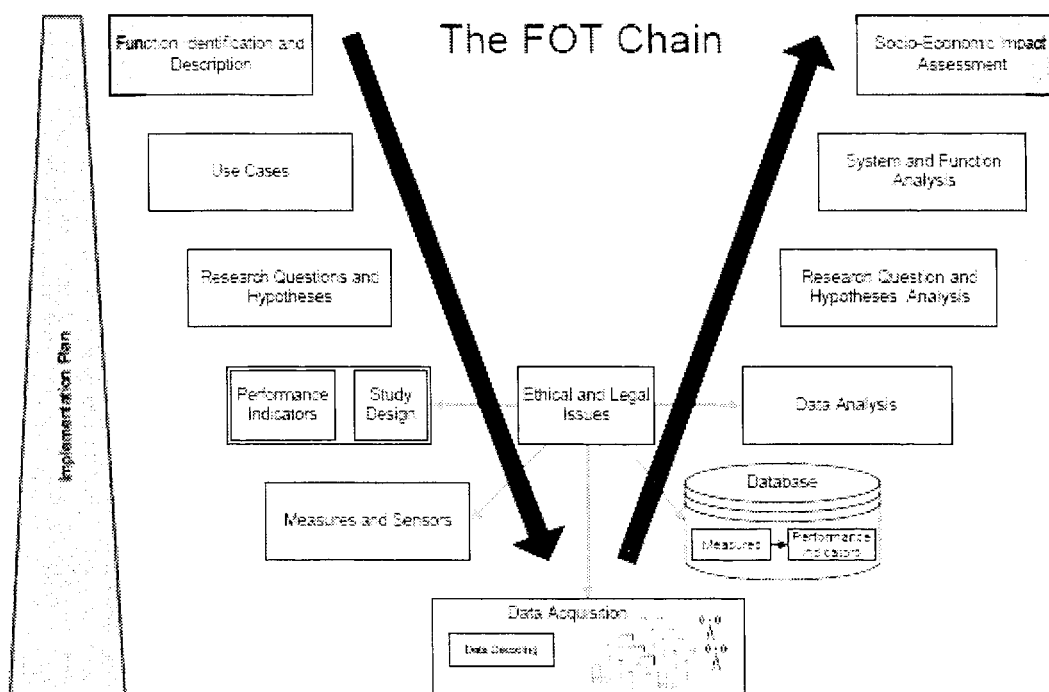 The FOT Chain
Function Identification and
Description
Socio-Economic Impact
Assessment
Use Cases
System and Function
Analysis
Research Questions and
Hypotheses
Research Question and
Hypotheses Analysis
Implementation Plan
Performance
Indicators
Study
Design
Ethical and Legal
Issues
Data Analysis
Measures and Sensors
Database
Measures
Performance
Indicators
Data Acquisition
Data Decoding